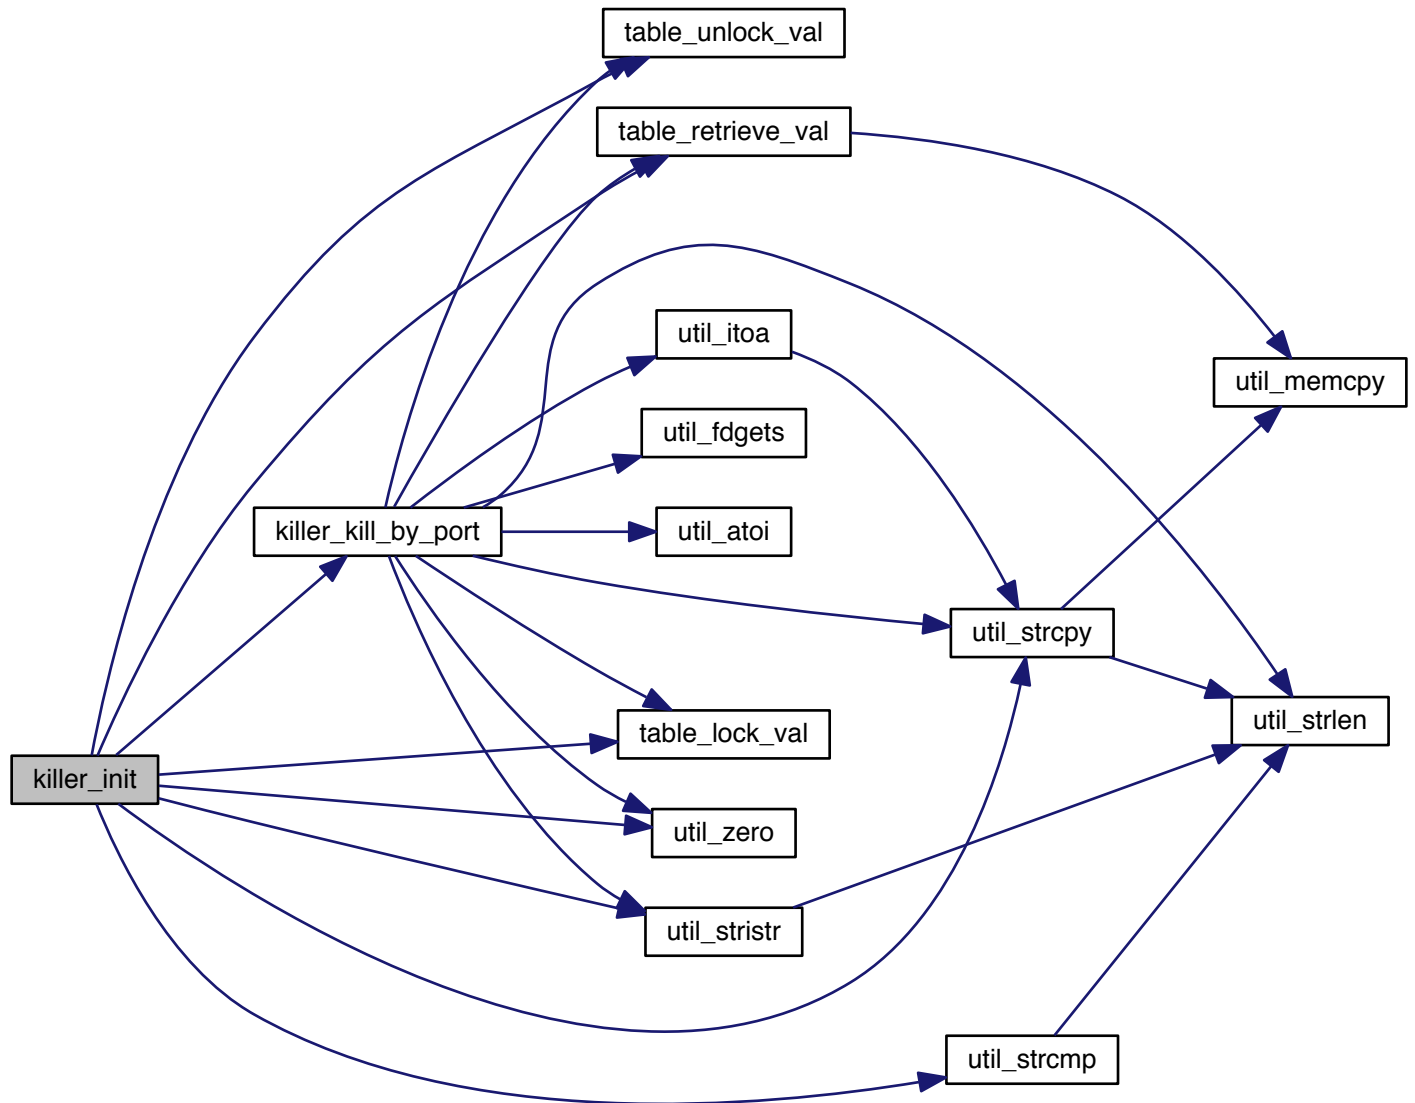 table_unlock_val
table_retrieve_val
util_itoa
util_memcpy
util_fdgets
killer_kill_by_port
util_atoi
util_strcpy
util_strlen
table_lock_val
killer_init
util_zero
util_stristr
util_strcmp